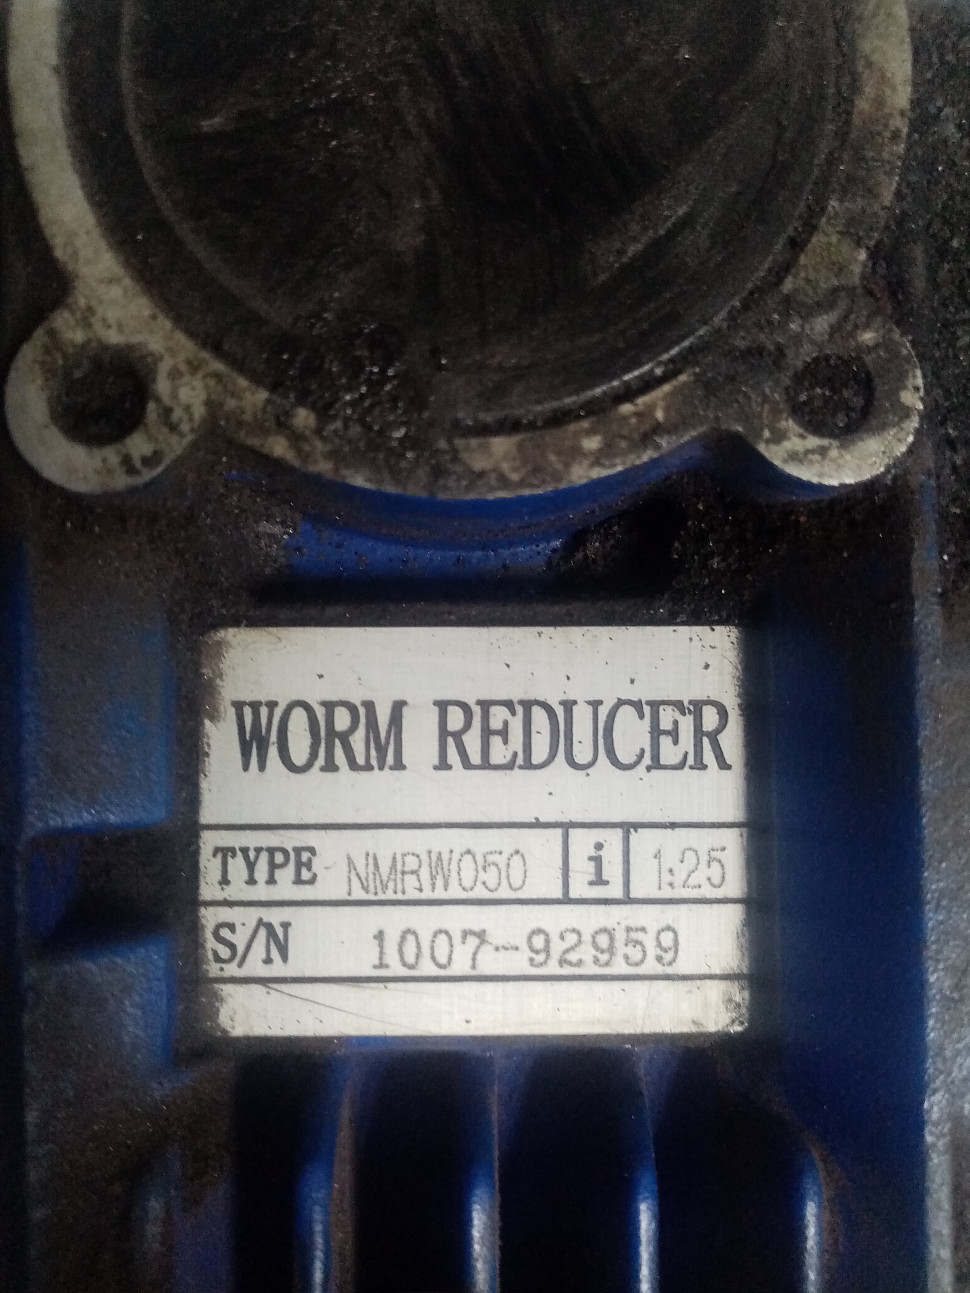 WORM REDUCER
TYPE NMRW050 i 1:25
S/N 1007-92959